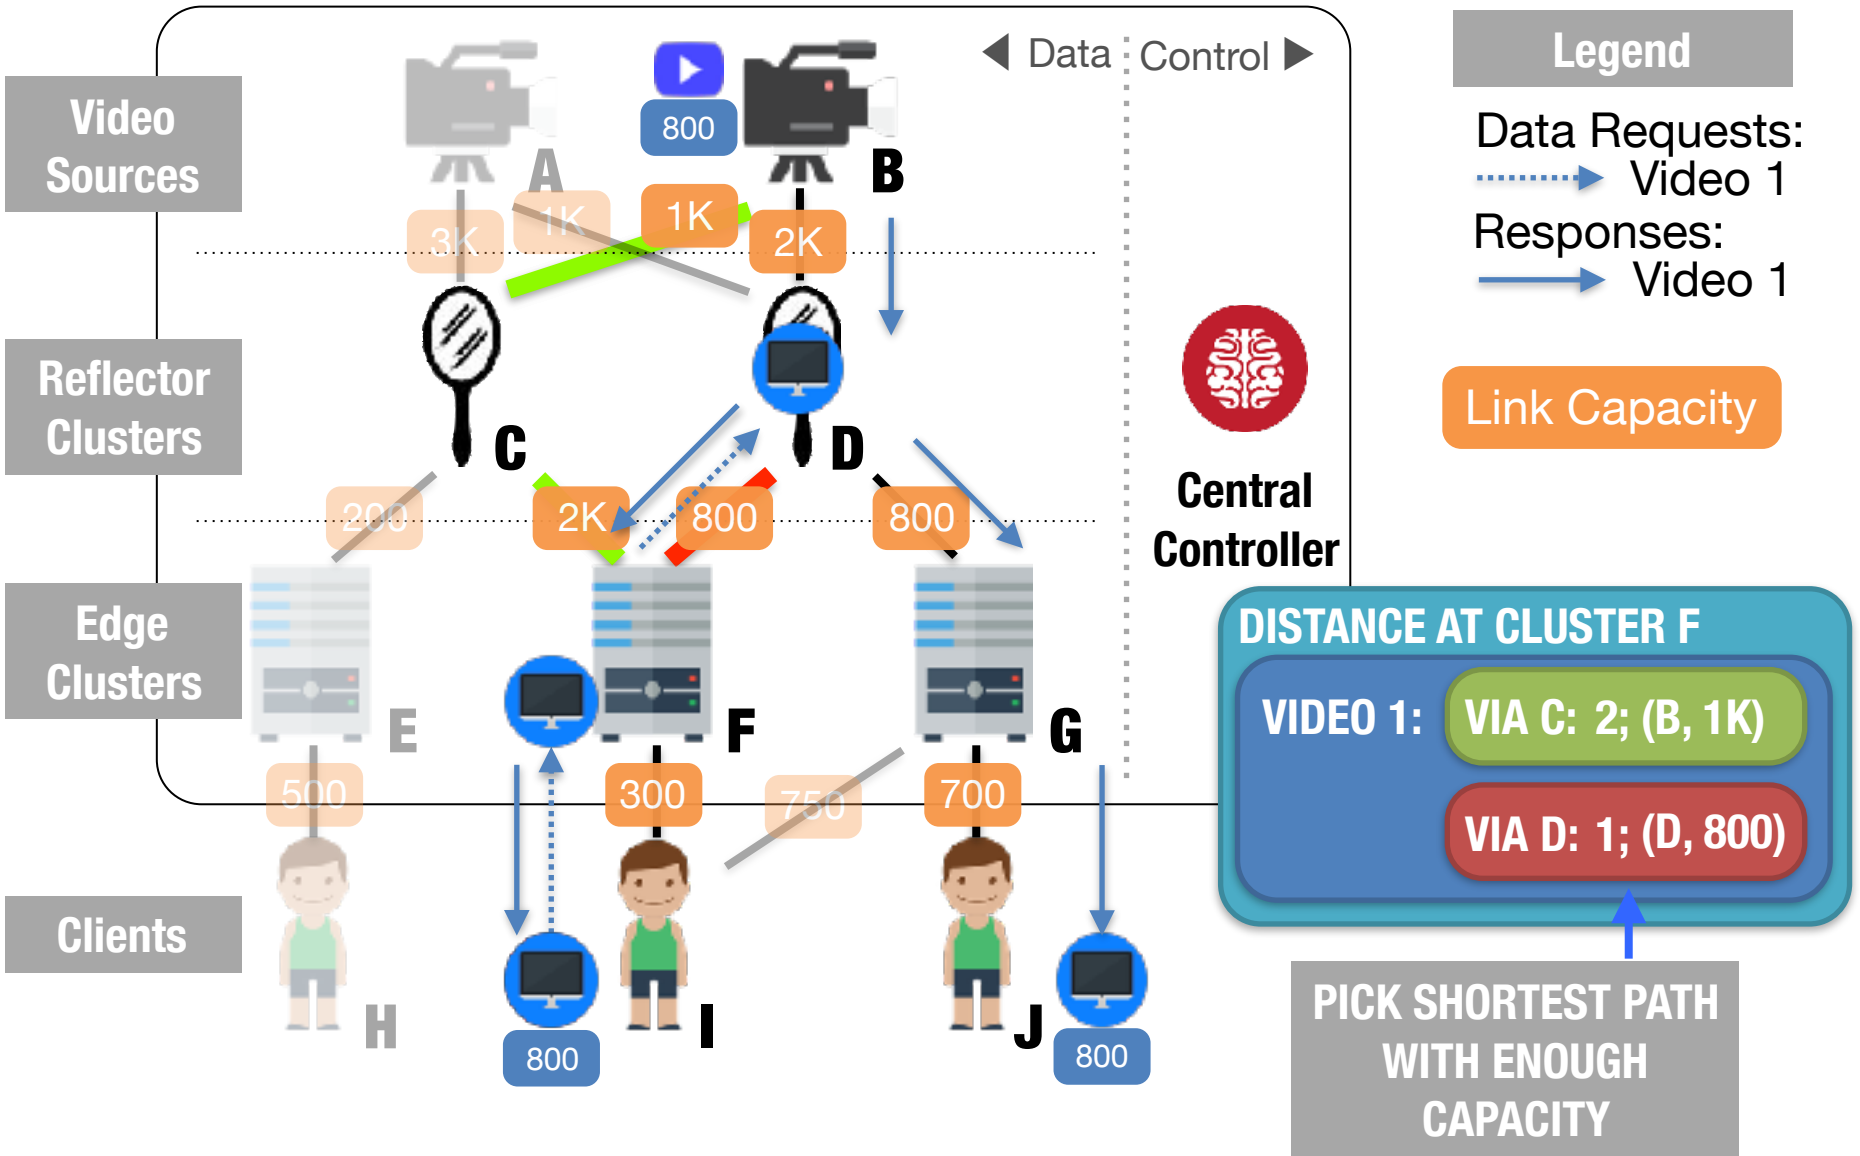 Data
Control
Legend
Video
Sources
800
A
B
Data Requests:
Video 1
Responses:
Video 1
3K
1K
1K
2K
Reflector
Clusters
C
D
Link Capacity
Central
Controller
200
2K
800
800
Edge
Clusters
E
F
G
DISTANCE AT CLUSTER F
VIDEO 1:
VIA C: 2; (B, 1K)
VIA D: 1; (D, 800)
500
300
750
700
Clients
H
I
J
800
800
PICK SHORTEST PATH
WITH ENOUGH
CAPACITY